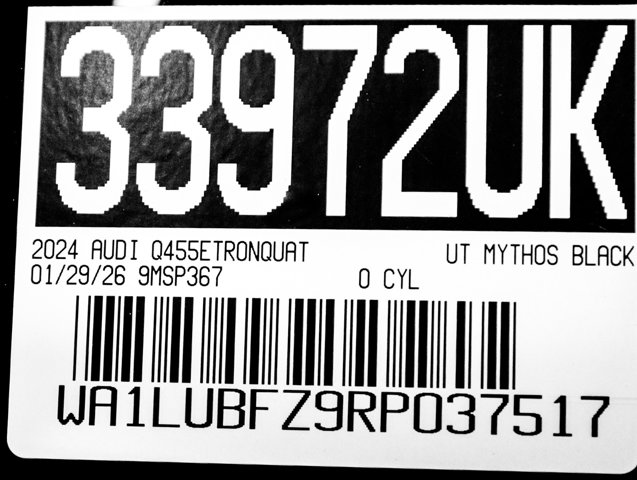 33972UK
2024 AUDI Q455ETRONQUAT UT MYTHOS BLACK
01/29/26 9MSP367 0 CYL
WA1LUBFZ9RP037517